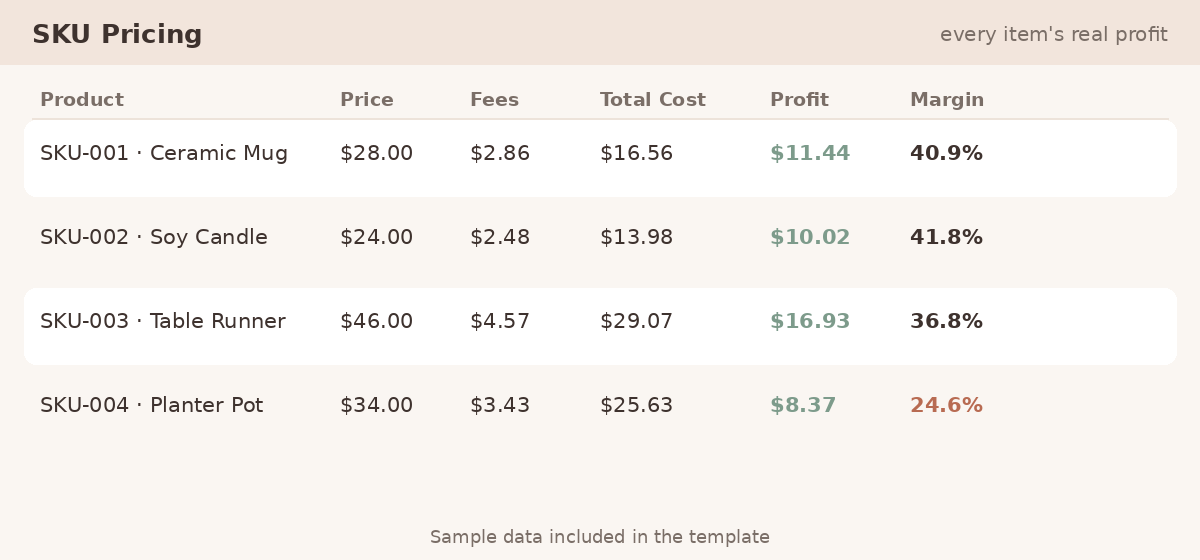 SKU Pricing every item's real profit
Product Price Fees Total Cost Profit Margin
SKU-001 · Ceramic Mug $28.00 $2.86 $16.56 $11.44 40.9%
SKU-002 · Soy Candle $24.00 $2.48 $13.98 $10.02 41.8%
SKU-003 · Table Runner $46.00 $4.57 $29.07 $16.93 36.8%
SKU-004 · Planter Pot $34.00 $3.43 $25.63 $8.37 24.6%
Sample data included in the template